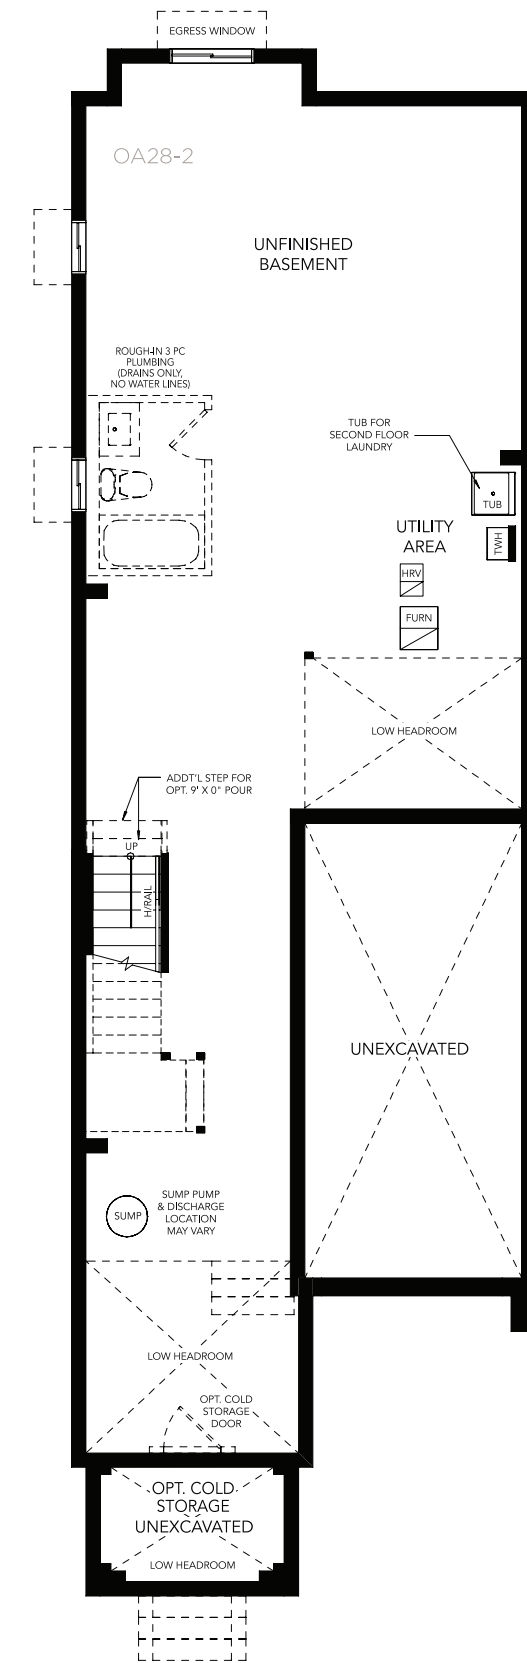 EGRESS WINDOW
OA28-2
UNFINISHED
BASEMENT
ROUGH-IN 3 PC
PLUMBING
(DRAINS ONLY,
NO WATER LINES)
TUB FOR
SECOND FLOOR
LAUNDRY
TUB
UTILITY
AREA
TWH
HRV
FURN
LOW HEADROOM
ADDT'L STEP FOR
OPT. 9' X 0" POUR
UP
H/RAIL
UNEXCAVATED
SUMP
SUMP PUMP
& DISCHARGE
LOCATION
MAY VARY
LOW HEADROOM
OPT. COLD
STORAGE
DOOR
OPT. COLD
STORAGE
UNEXCAVATED
LOW HEADROOM